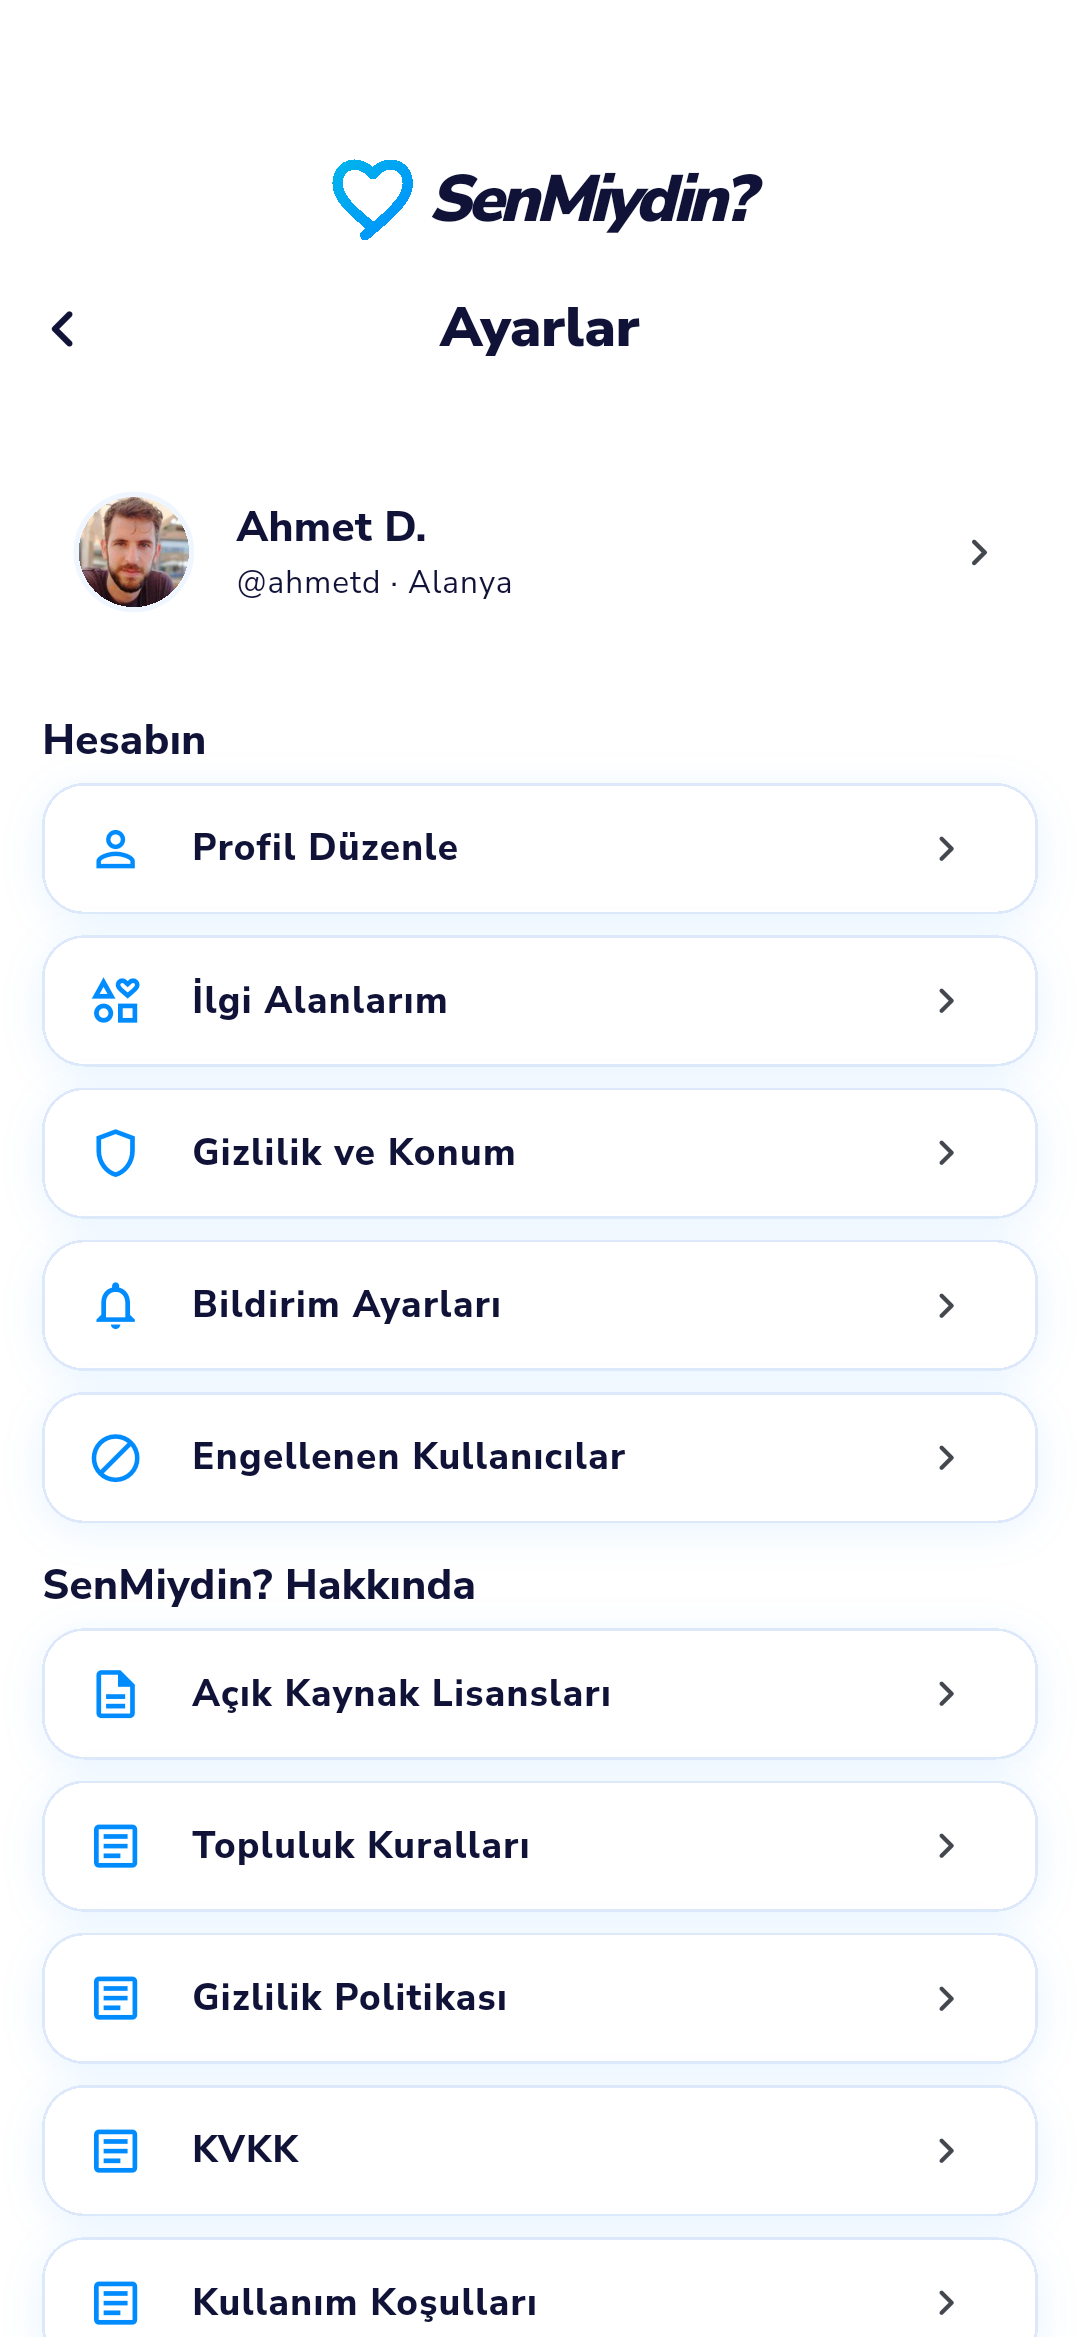 SenMiydin?
Ayarlar
Ahmet D.
@ahmetd · Alanya
Hesabın
Profil Düzenle
İlgi Alanlarım
Gizlilik ve Konum
Bildirim Ayarları
Engellenen Kullanıcılar
SenMiydin? Hakkında
Açık Kaynak Lisansları
Topluluk Kuralları
Gizlilik Politikası
KVKK
Kullanım Koşulları